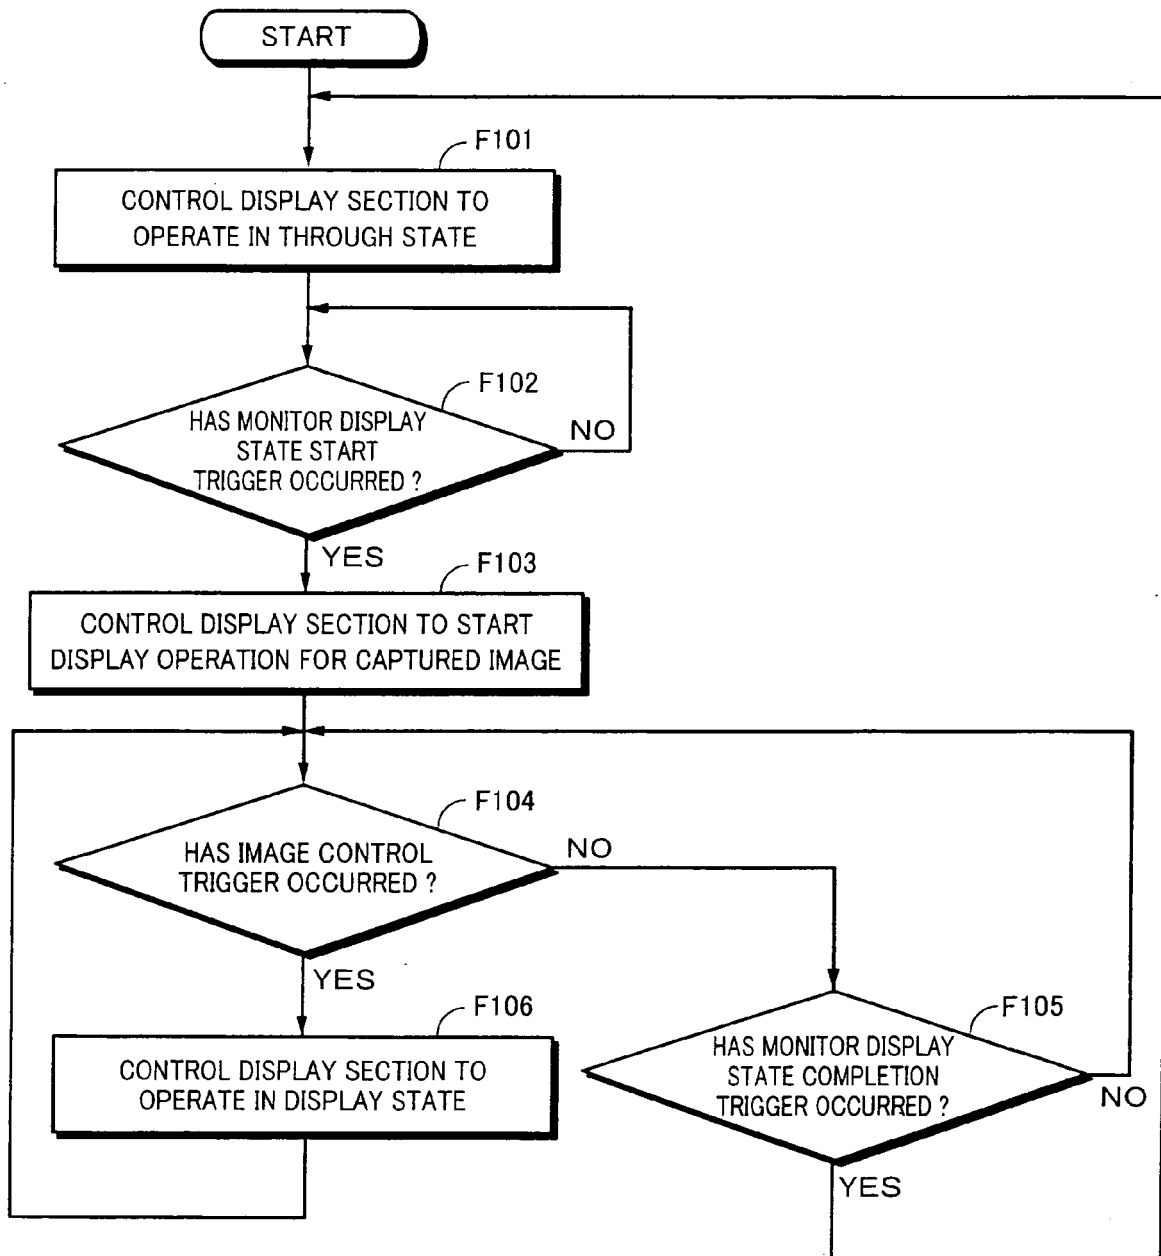 START
F101
CONTROL DISPLAY SECTION TO
OPERATE IN THROUGH STATE
F102
HAS MONITOR DISPLAY
STATE START
TRIGGER OCCURRED ?
NO
YES
F103
CONTROL DISPLAY SECTION TO START
DISPLAY OPERATION FOR CAPTURED IMAGE
F104
HAS IMAGE CONTROL
TRIGGER OCCURRED ?
NO
YES
F106
CONTROL DISPLAY SECTION TO
OPERATE IN DISPLAY STATE
F105
HAS MONITOR DISPLAY
STATE COMPLETION
TRIGGER OCCURRED ?
NO
YES